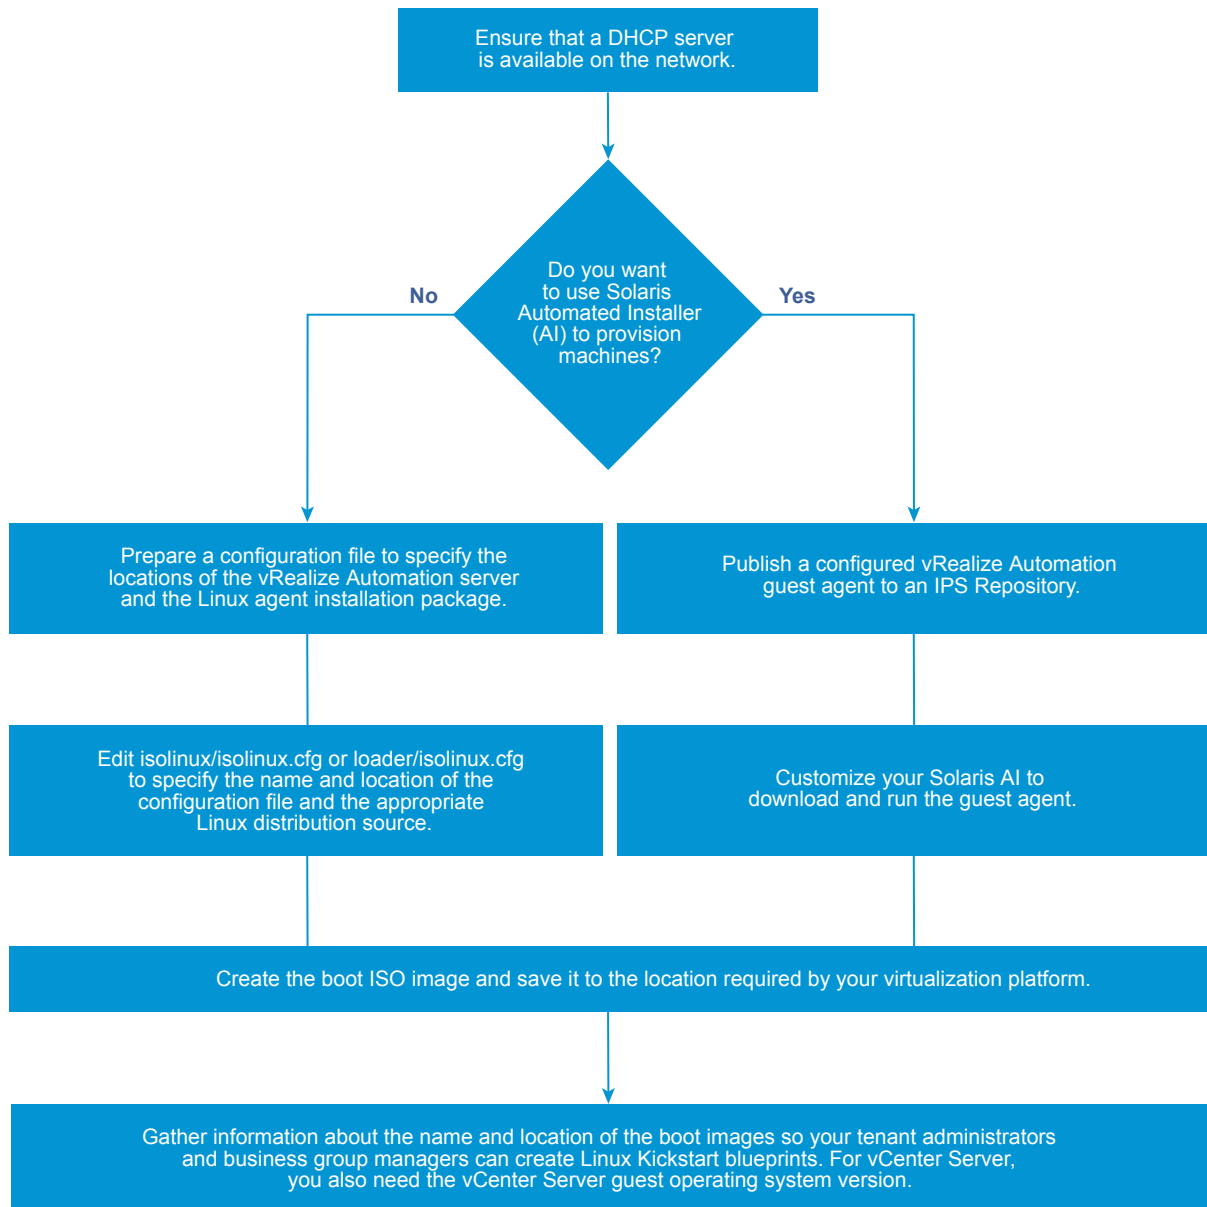 Ensure that a DHCP server
is available on the network.
Do you want
to use Solaris
Automated Installer
(AI) to provision
machines?
No
Yes
Prepare a configuration file to specify the
locations of the vRealize Automation server
and the Linux agent installation package.
Publish a configured vRealize Automation
guest agent to an IPS Repository.
Edit isolinux/isolinux.cfg or loader/isolinux.cfg
to specify the name and location of the
configuration file and the appropriate
Linux distribution source.
Customize your Solaris AI to
download and run the guest agent.
Create the boot ISO image and save it to the location required by your virtualization platform.
Gather information about the name and location of the boot images so your tenant administrators
and business group managers can create Linux Kickstart blueprints. For vCenter Server,
you also need the vCenter Server guest operating system version.